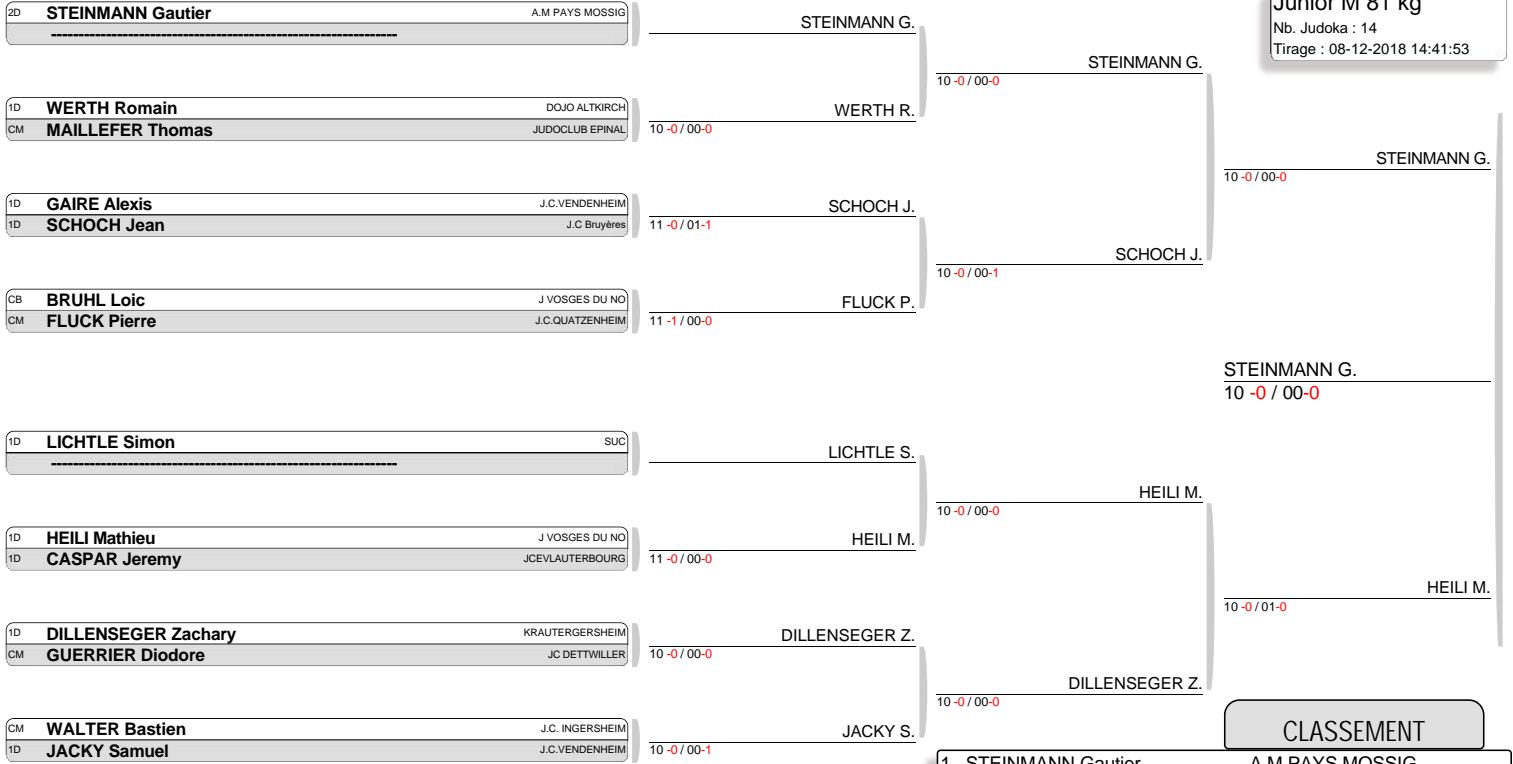 Junior M 81 kg
Nb. Judoka : 14
Tirage : 08-12-2018 14:41:53
2D STEINMANN Gautier A.M PAYS MOSSIG
----------------------------------------------------------------
STEINMANN G.
1D WERTH Romain DOJO ALTKIRCH
CM MAILLEFER Thomas JUDOCLUB EPINAL
WERTH R.
10 -0 / 00-0
STEINMANN G.
10 -0 / 00-0
1D GAIRE Alexis J.C.VENDENHEIM
1D SCHOCH Jean J.C Bruyères
SCHOCH J.
11 -0 / 01-1
CB BRUHL Loic J VOSGES DU NO
CM FLUCK Pierre J.C.QUATZENHEIM
FLUCK P.
11 -1 / 00-0
SCHOCH J.
10 -0 / 00-1
STEINMANN G.
10 -0 / 00-0
STEINMANN G.
10 -0 / 00-0
1D LICHTLE Simon SUC
----------------------------------------------------------------
LICHTLE S.
1D HEILI Mathieu J VOSGES DU NO
1D CASPAR Jeremy JCEVLAUTERBOURG
HEILI M.
11 -0 / 00-0
HEILI M.
10 -0 / 00-0
1D DILLENSEGER Zachary KRAUTERGERSHEIM
CM GUERRIER Diodore JC DETTWILLER
DILLENSEGER Z.
10 -0 / 00-0
CM WALTER Bastien J.C. INGERSHEIM
1D JACKY Samuel J.C.VENDENHEIM
JACKY S.
10 -0 / 00-1
DILLENSEGER Z.
10 -0 / 00-0
HEILI M.
10 -0 / 01-0
CLASSEMENT
1 STEINMANN Gautier A.M PAYS MOSSIG